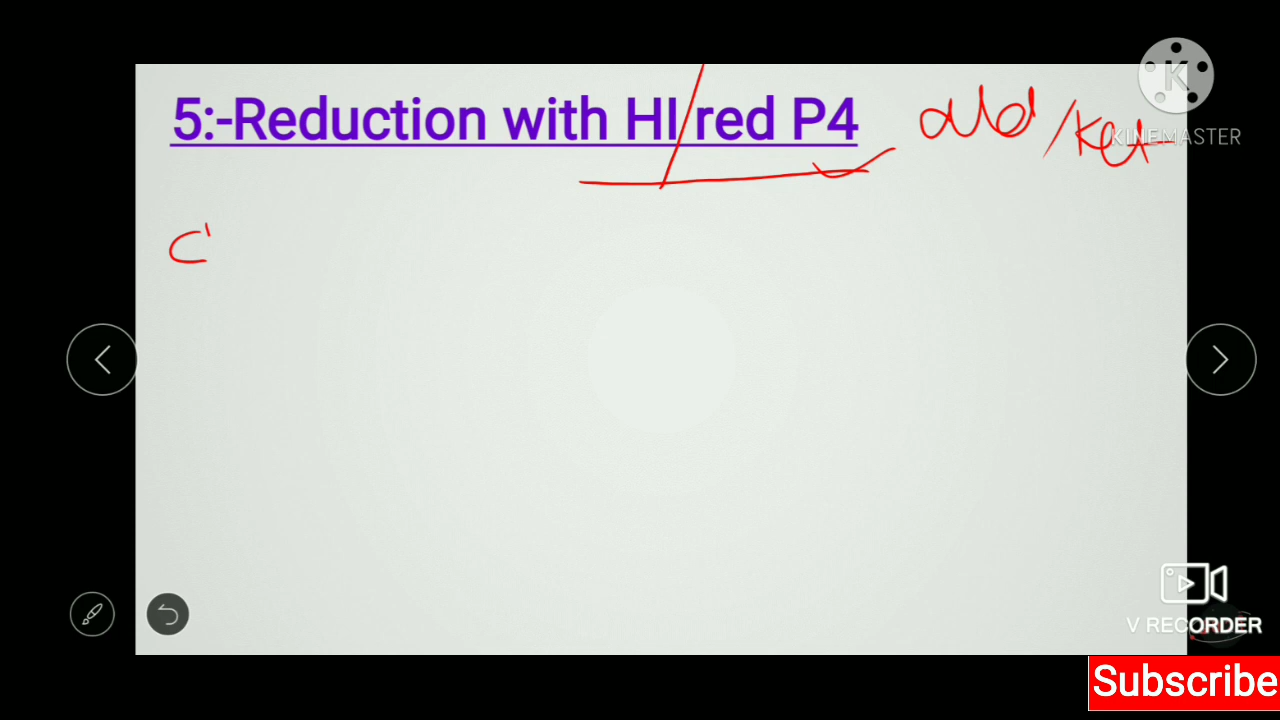 5:-Reduction with HI/red P4
ald/Ket
KINEMASTER
C
V RECORDER
Subscribe